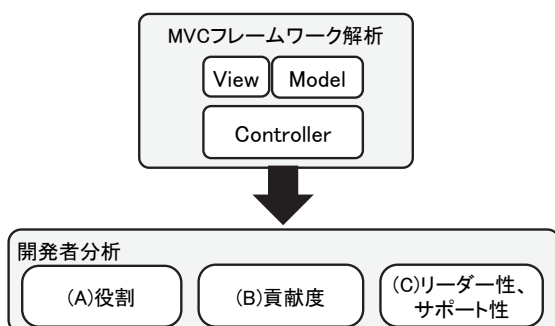 MVCフレームワーク解析
View Model
Controller
開発者分析
(A)役割 (B)貢献度 (C)リーダー性、
サポート性